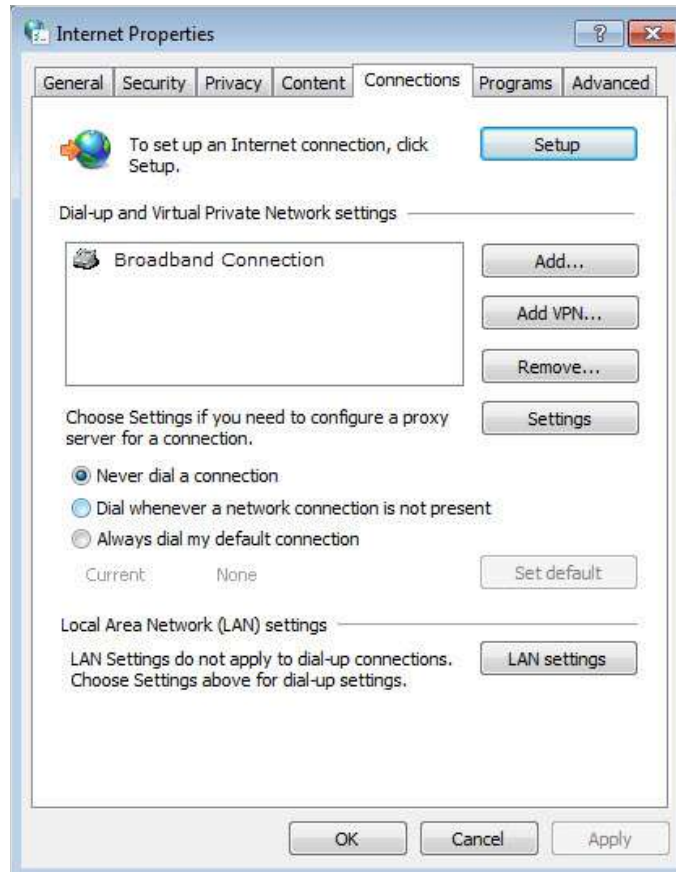 Internet Properties
General Security Privacy Content Connections Programs Advanced
To set up an Internet connection, click
Setup.
Setup
Dial-up and Virtual Private Network settings
Broadband Connection
Add...
Add VPN...
Remove...
Choose Settings if you need to configure a proxy
server for a connection.
Settings
Never dial a connection
Dial whenever a network connection is not present
Always dial my default connection
Current None
Set default
Local Area Network (LAN) settings
LAN Settings do not apply to dial-up connections.
Choose Settings above for dial-up settings.
LAN settings
OK Cancel Apply